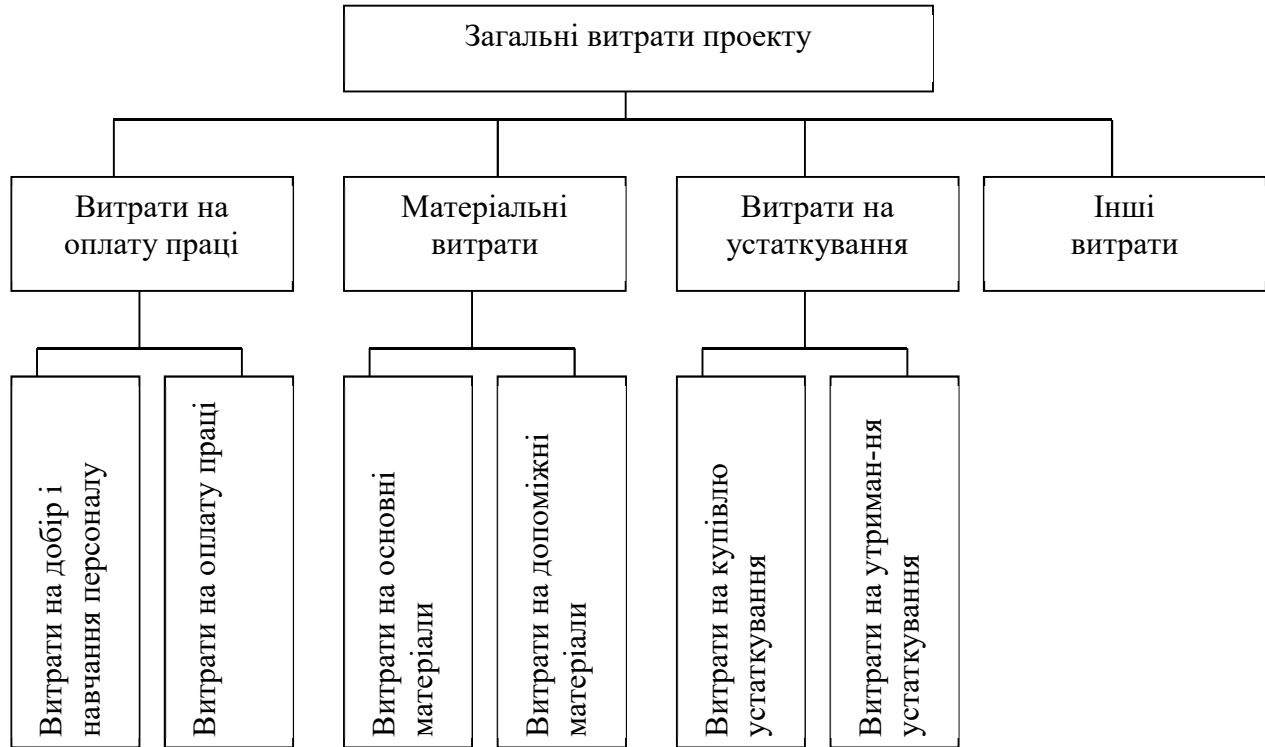 Загальні витрати проекту
Витрати на
оплату праці
Матеріальні
витрати
Витрати на
устаткування
Інші
витрати
Витрати на добір і
навчання персоналу
Витрати на оплату праці
Витрати на основні
матеріали
Витрати на допоміжні
матеріали
Витрати на купівлю
устаткування
Витрати на утриман-ня
устаткування